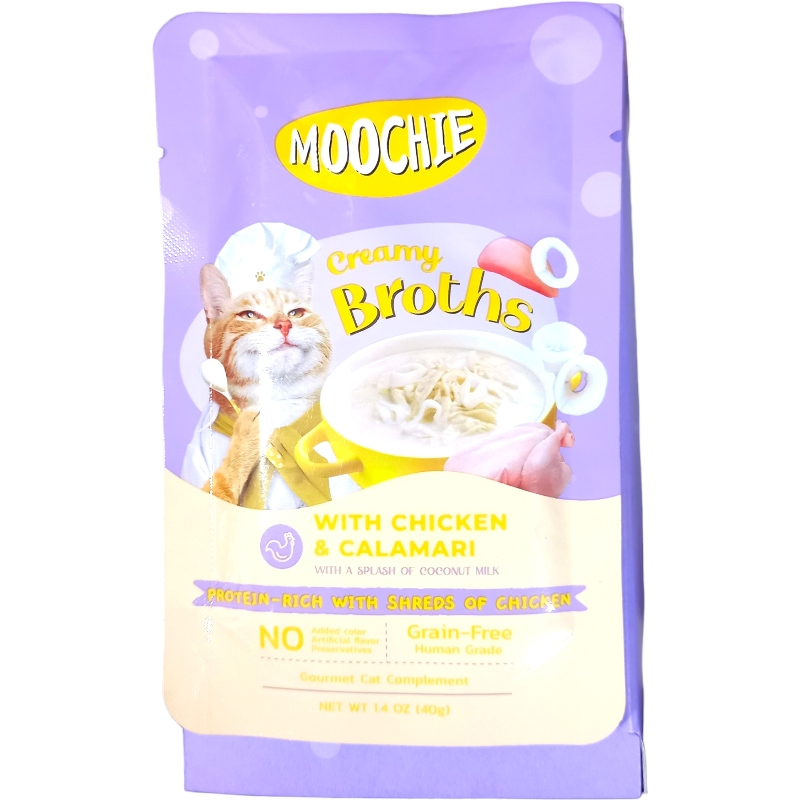 MOOCHIE
Creamy
Broths
WITH CHICKEN
& CALAMARI
WITH A SPLASH OF COCONUT MILK
PROTEIN-RICH WITH SHREDS OF CHICKEN
NO
Added color
Artificial flavor
Preservatives
Grain-Free
Human Grade
Gourmet Cat Complement
NET WT 1.4 OZ (40g)